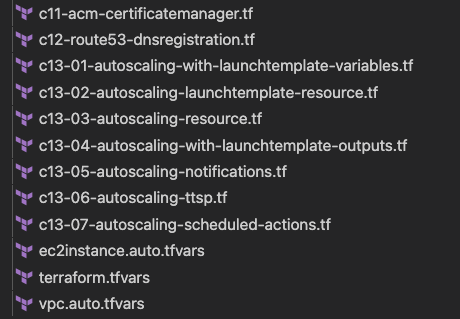 c11-acm-certificatemanager.tf
c12-route53-dnsregistration.tf
c13-01-autoscaling-with-launchtemplate-variables.tf
c13-02-autoscaling-launchtemplate-resource.tf
c13-03-autoscaling-resource.tf
c13-04-autoscaling-with-launchtemplate-outputs.tf
c13-05-autoscaling-notifications.tf
c13-06-autoscaling-ttsp.tf
c13-07-autoscaling-scheduled-actions.tf
ec2instance.auto.tfvars
terraform.tfvars
vpc.auto.tfvars